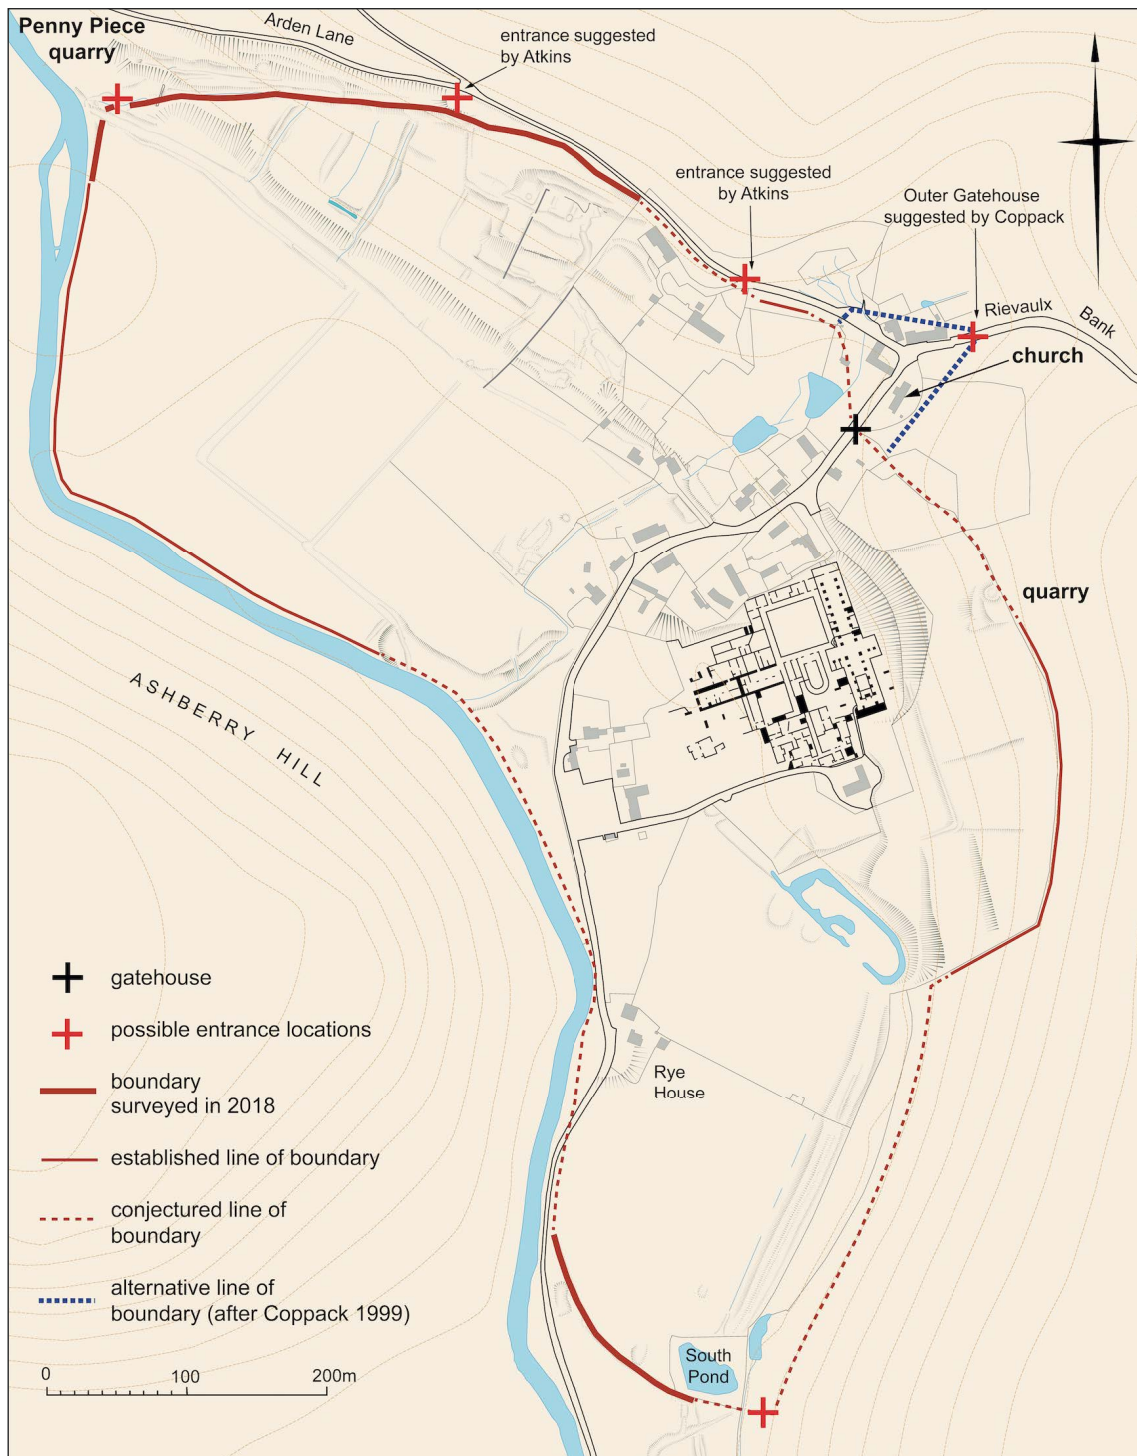 Penny Piece
quarry
Arden Lane
entrance suggested
by Atkins
entrance suggested
by Atkins
Outer Gatehouse
suggested by Coppack
Rievaulx
Bank
church
quarry
ASHBERRY HILL
Rye
House
South
Pond
gatehouse
possible entrance locations
boundary
surveyed in 2018
established line of boundary
conjectured line of
boundary
alternative line of
boundary (after Coppack 1999)
0 100 200m